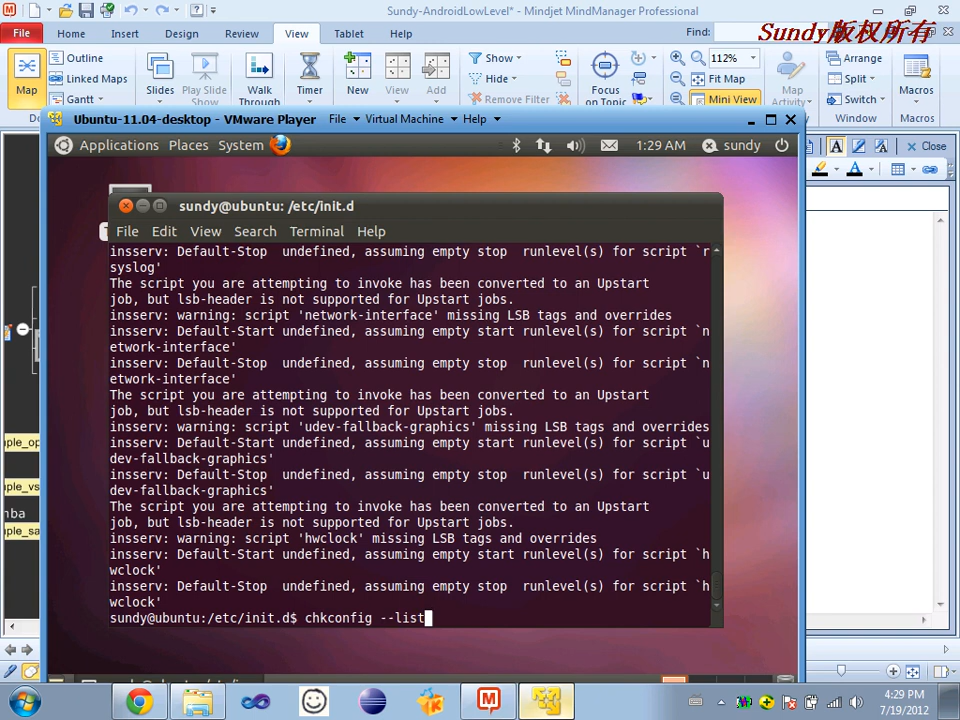 Sundy-AndroidLowLevel* - Mindjet MindManager Professional
File Home Insert Design Review View Tablet Help Find:
Sundy版权所有
Outline
Linked Maps
Gantt
Map
Slides
Play Slide Show
Walk Through
Timer
New
View
Add
Show
Hide
Remove Filter
Focus on Topic
112%
Fit Map
Mini View
Map Activity
Arrange
Split
Switch
Window
Macros
Macros
Ubuntu-11.04-desktop - VMware Player File Virtual Machine Help
Close
Applications Places System 1:29 AM sundy
sundy@ubuntu: /etc/init.d
File Edit View Search Terminal Help
insserv: Default-Stop  undefined, assuming empty stop  runlevel(s) for script `r
syslog'
The script you are attempting to invoke has been converted to an Upstart
job, but lsb-header is not supported for Upstart jobs.
insserv: warning: script 'network-interface' missing LSB tags and overrides
insserv: Default-Start undefined, assuming empty start runlevel(s) for script `n
etwork-interface'
insserv: Default-Stop  undefined, assuming empty stop  runlevel(s) for script `n
etwork-interface'
The script you are attempting to invoke has been converted to an Upstart
job, but lsb-header is not supported for Upstart jobs.
insserv: warning: script 'udev-fallback-graphics' missing LSB tags and overrides
insserv: Default-Start undefined, assuming empty start runlevel(s) for script `u
dev-fallback-graphics'
insserv: Default-Stop  undefined, assuming empty stop  runlevel(s) for script `u
dev-fallback-graphics'
The script you are attempting to invoke has been converted to an Upstart
job, but lsb-header is not supported for Upstart jobs.
insserv: warning: script 'hwclock' missing LSB tags and overrides
insserv: Default-Start undefined, assuming empty start runlevel(s) for script `h
wclock'
insserv: Default-Stop  undefined, assuming empty stop  runlevel(s) for script `h
wclock'
sundy@ubuntu:/etc/init.d$ chkconfig --list
mple_op
mple_vs
nba
mple_sa
4:29 PM
7/19/2012